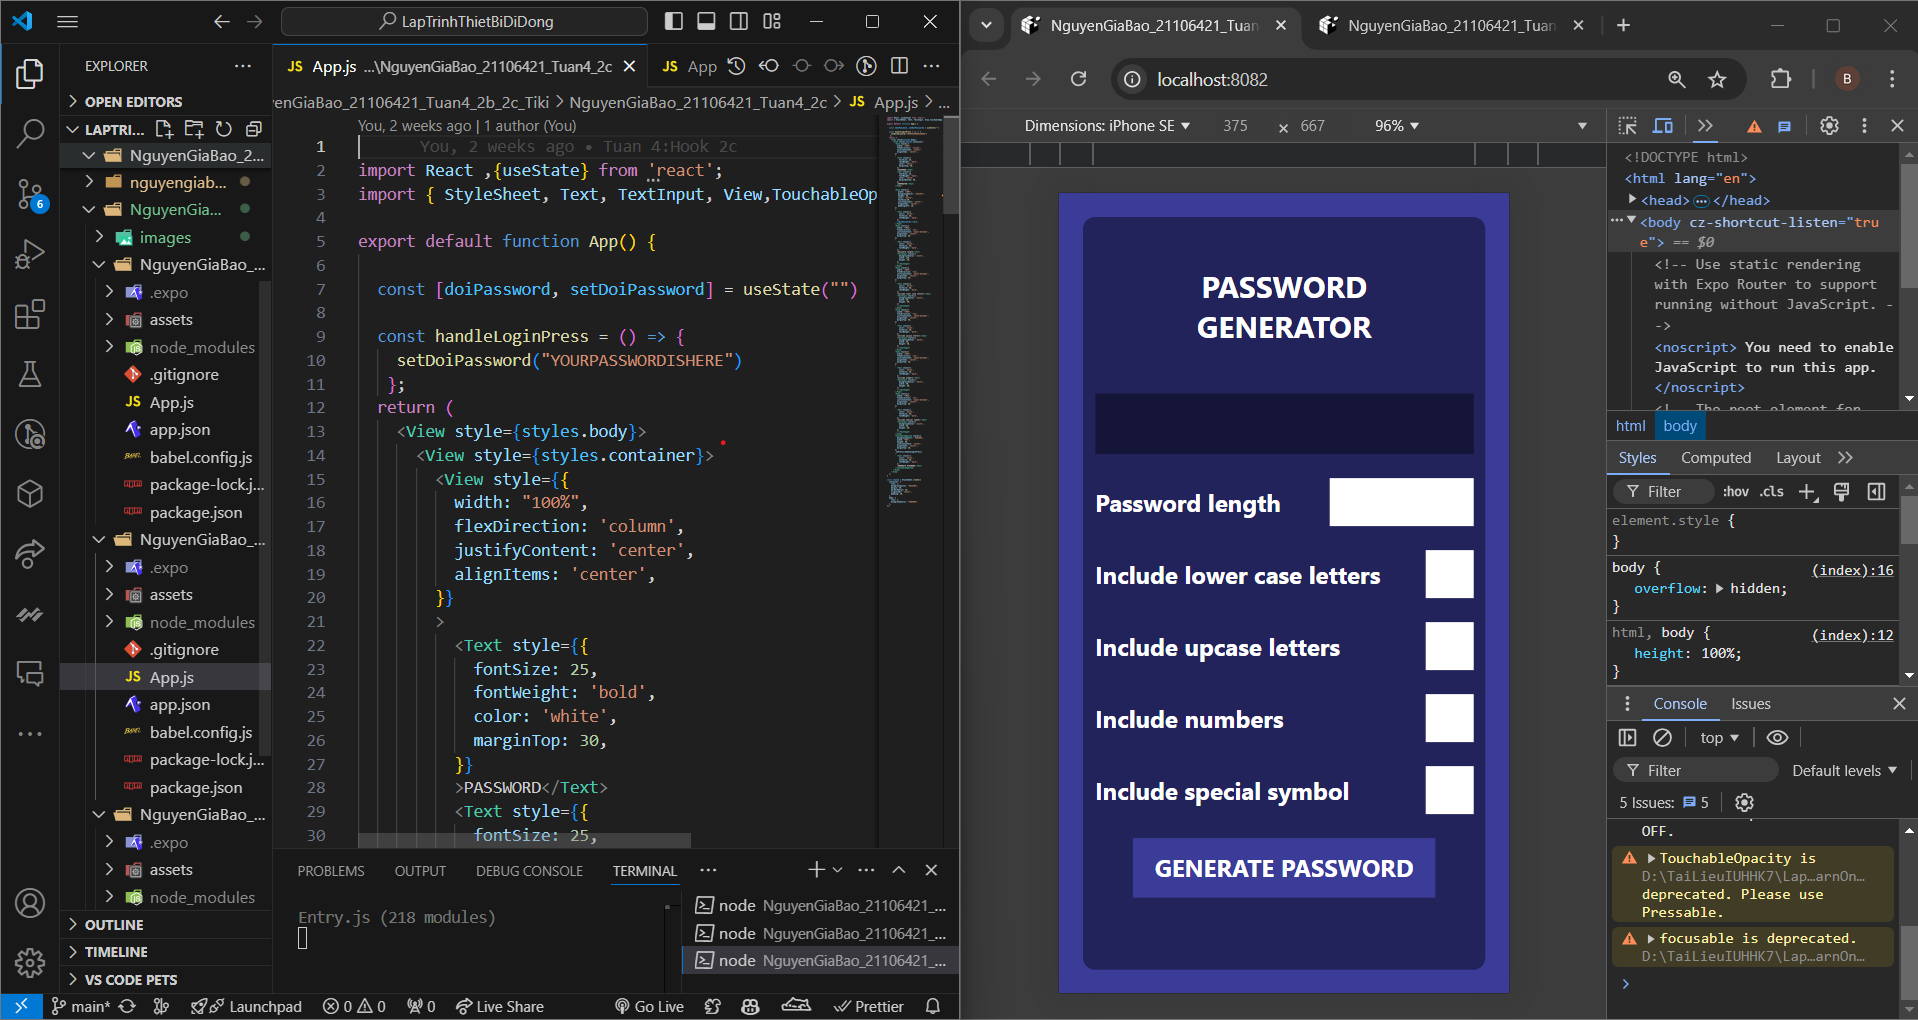 LapTrinhThietBiDiDong
EXPLORER
OPEN EDITORS
LAPTRI...
NguyenGiaBao_2...
nguyengiab...
NguyenGia...
images
NguyenGiaBao_...
.expo
assets
node_modules
.gitignore
App.js
app.json
babel.config.js
package-lock.j...
package.json
NguyenGiaBao_...
.expo
assets
node_modules
.gitignore
App.js
app.json
babel.config.js
package-lock.j...
package.json
NguyenGiaBao_...
.expo
assets
node_modules
OUTLINE
TIMELINE
VS CODE PETS
6
JS App.js ...\NguyenGiaBao_21106421_Tuan4_2c
JS App
yenGiaBao_21106421_Tuan4_2b_2c_Tiki > NguyenGiaBao_21106421_Tuan4_2c > JS App.js > ...
You, 2 weeks ago | 1 author (You)
1 You, 2 weeks ago • Tuan 4:Hook 2c
2 import React ,{useState} from 'react';
3 import { StyleSheet, Text, TextInput, View,TouchableOp
4
5 export default function App() {
6
7 const [doiPassword, setDoiPassword] = useState("")
8
9 const handleLoginPress = () => {
10 setDoiPassword("YOURPASSWORDISHERE")
11 };
12 return (
13 <View style={styles.body}>
14 <View style={styles.container}>
15 <View style={{
16 width: "100%",
17 flexDirection: 'column',
18 justifyContent: 'center',
19 alignItems: 'center',
20 }}
21 >
22 <Text style={{
23 fontSize: 25,
24 fontWeight: 'bold',
25 color: 'white',
26 marginTop: 30,
27 }}
28 >PASSWORD</Text>
29 <Text style={{
30 fontSize: 25,
PROBLEMS OUTPUT DEBUG CONSOLE TERMINAL
Entry.js (218 modules)
node NguyenGiaBao_21106421_...
node NguyenGiaBao_21106421_...
node NguyenGiaBao_21106421_...
main* Launchpad 0 0 0 Live Share Go Live Prettier
NguyenGiaBao_21106421_Tuan
NguyenGiaBao_21106421_Tuan
localhost:8082
B
Dimensions: iPhone SE 375 × 667 96%
PASSWORD
GENERATOR
Password length
Include lower case letters
Include upcase letters
Include numbers
Include special symbol
GENERATE PASSWORD
<!DOCTYPE html>
<html lang="en">
<head> </head>
<body cz-shortcut-listen="tru
e"> == $0
<!-- Use static rendering
with Expo Router to support
running without JavaScript. -
->
<noscript> You need to enable
JavaScript to run this app.
</noscript>
<!-- The root element for
html body
Styles Computed Layout
Filter :hov .cls
element.style {
}
body { (index):16
overflow: hidden;
}
html, body { (index):12
height: 100%;
}
Console Issues
top
Filter Default levels
5 Issues: 5
OFF.
TouchableOpacity is
D:\TaiLieuIUHHK7\Lap…arnOn…
deprecated. Please use
Pressable.
focusable is deprecated.
D:\TaiLieuIUHHK7\Lap…arnOn…